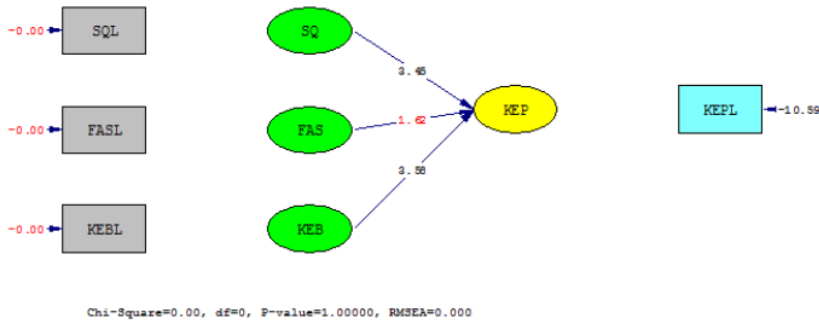 -0.00 SQL SQ
3.45
KEP KEPL -10.59
-0.00 FASL FAS 1.62
3.58
-0.00 KEBL KEB
Chi-Square=0.00, df=0, P-value=1.00000, RMSEA=0.000